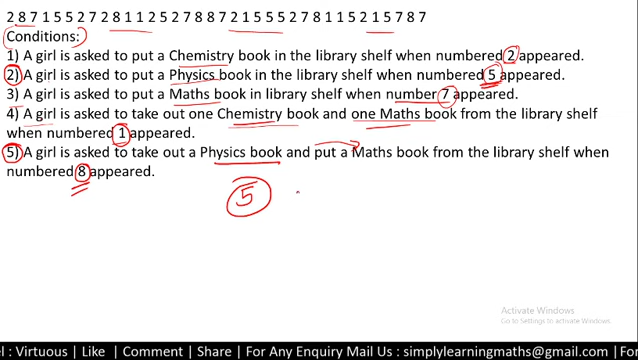 2 8 7 1 5 5 5 2 7 2 8 1 1 2 5 2 7 8 8 7 2 1 5 5 5 2 7 8 1 1 5 2 1 5 7 8 7
Conditions:
1) A girl is asked to put a Chemistry book in the library shelf when numbered 2 appeared.
2) A girl is asked to put a Physics book in the library shelf when numbered 5 appeared.
3) A girl is asked to put a Maths book in library shelf when number 7 appeared.
4) A girl is asked to take out one Chemistry book and one Maths book from the library shelf
when numbered 1 appeared.
5) A girl is asked to take out a Physics book and put a Maths book from the library shelf when
numbered 8 appeared.
5
Activate Windows
Go to Settings to activate Windows.
el : Virtuous | Like | Comment | Share | For Any Enquiry Mail Us : simplylearningmaths@gmail.com | Fo